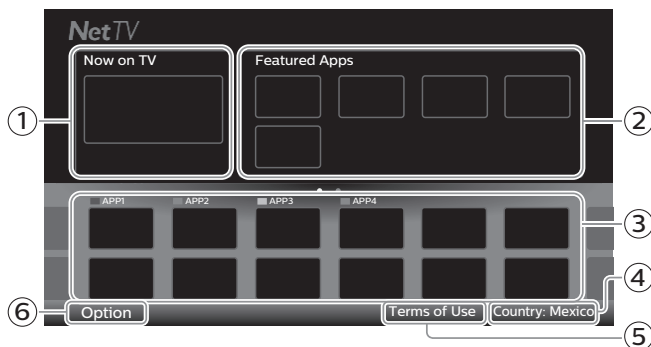 NetTV
Now on TV
Featured Apps
1
2
APP1 APP2 APP3 APP4
3
4
6
Option
Terms of Use
Country: Mexico
5